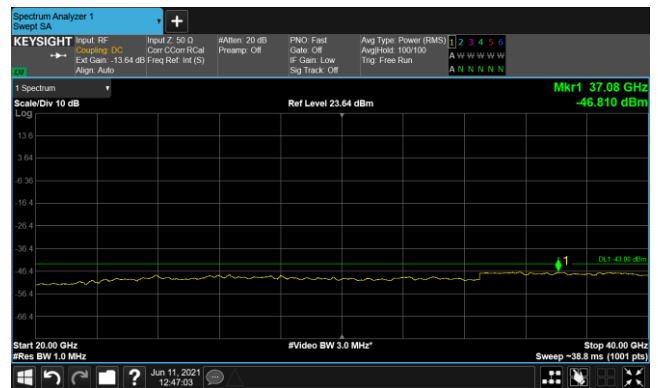 Spectrum Analyzer 1
Swept SA
+
KEYSIGHT Input: RF Input Z: 50 Ω #Atten: 20 dB PNO: Fast Avg Type: Power (RMS) 1 2 3 4 5 6
Coupling: DC Corr CCorr RCal Preamp: Off Gate: Off Avg|Hold: 100/100 A W W W W W
Ext Gain: -13.64 dB Freq Ref: Int (S) IF Gain: Low Trig: Free Run
Align: Auto Sig Track: Off A N N N N N
1 Spectrum
Mkr1 37.08 GHz
Scale/Div 10 dB Ref Level 23.64 dBm -46.810 dBm
Log
13.6
3.64
-6.36
-16.4
-26.4
-36.4
1
DL1 -43.00 dBm
-46.4
-56.4
-66.4
Start 20.00 GHz #Video BW 3.0 MHz* Stop 40.00 GHz
#Res BW 1.0 MHz Sweep ~38.8 ms (1001 pts)
? Jun 11, 2021
12:47:03